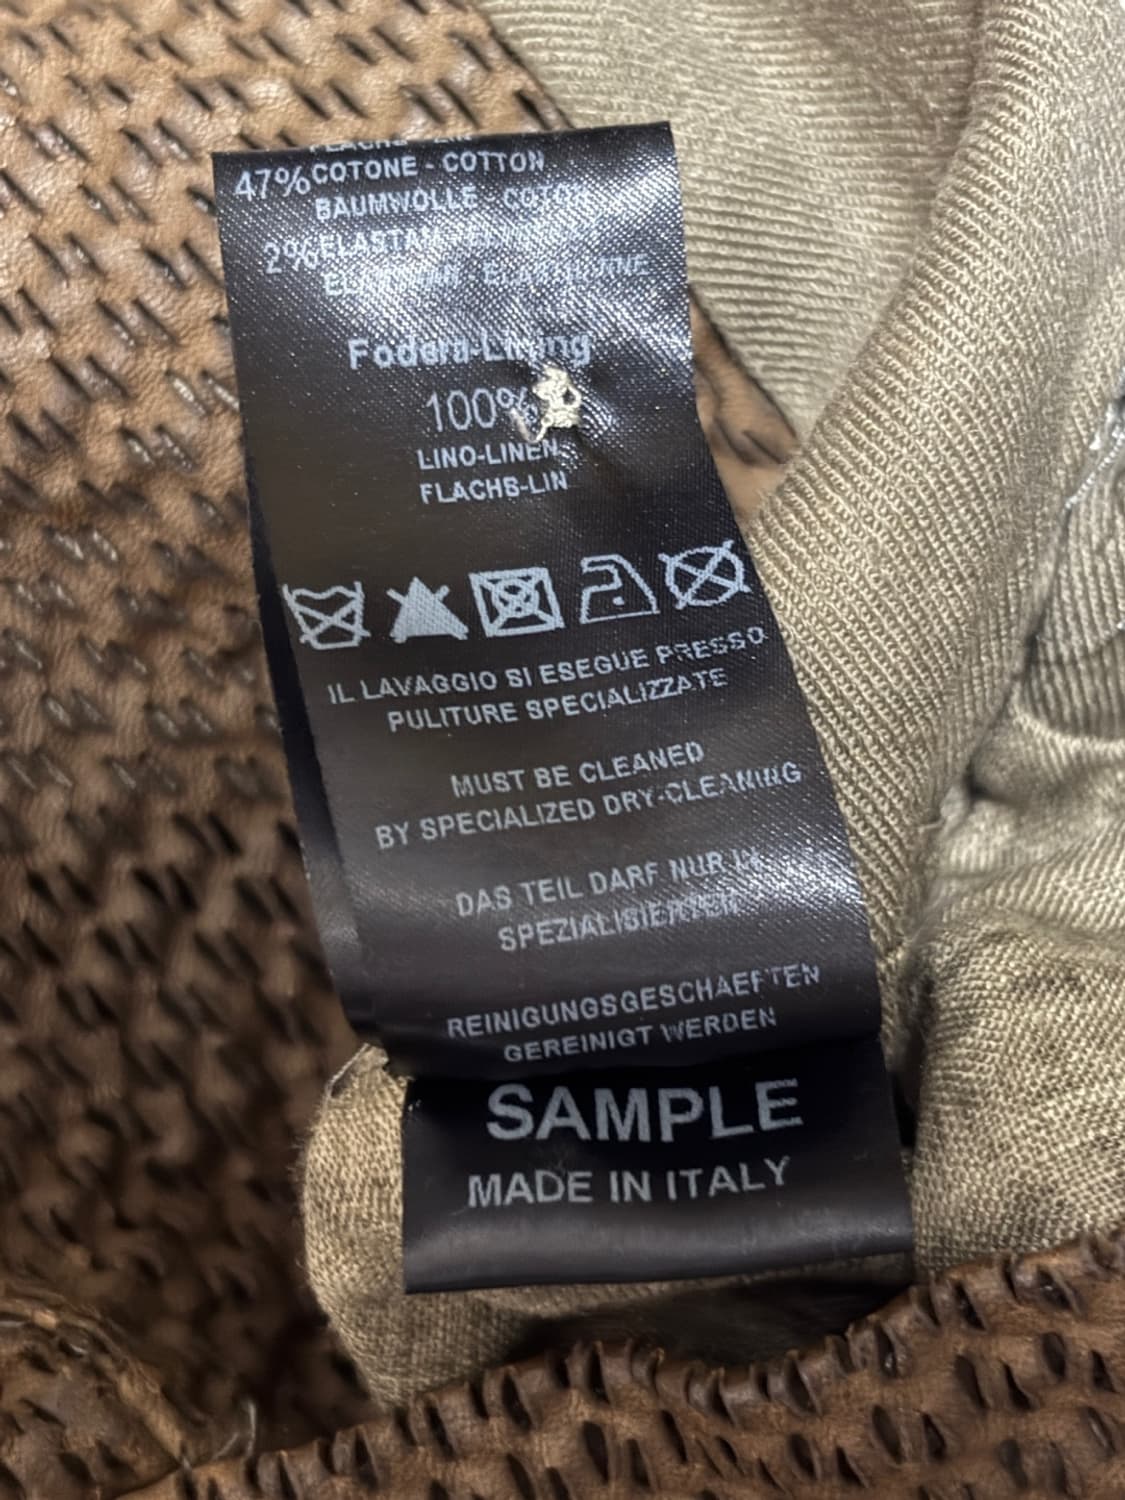 47% COTONE - COTTON
BAUMWOLLE - COTON
2%
Fodera-Lining
100%
LINO-LINEN
FLACHS-LIN
IL LAVAGGIO SI ESEGUE PRESSO
PULITURE SPECIALIZZATE
MUST BE CLEANED
BY SPECIALIZED DRY-CLEANING
DAS TEIL DARF NUR IN
SPEZIALISIERTEN
REINIGUNGSGESCHAEFTEN
GEREINIGT WERDEN
SAMPLE
MADE IN ITALY